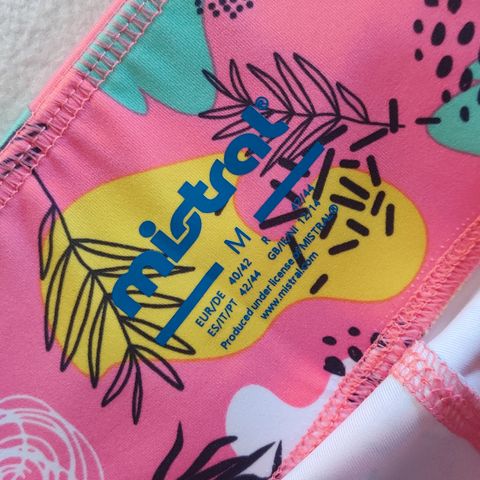 mistral®
M
EUR/DE 40/42
ES/IT/PT 42/44
GB/IE/NI 12/14
Produced under license of MISTRAL®
www.mistral.com